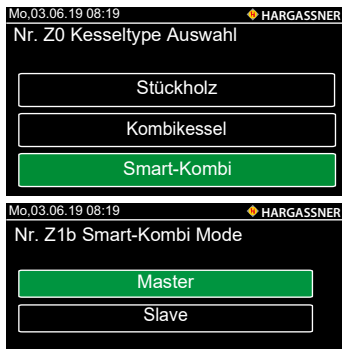 Mo,03.06.19 08:19 HARGASSNER
Nr. Z0 Kesseltype Auswahl
Stückholz
Kombikessel
Smart-Kombi
Mo,03.06.19 08:19 HARGASSNER
Nr. Z1b Smart-Kombi Mode
Master
Slave